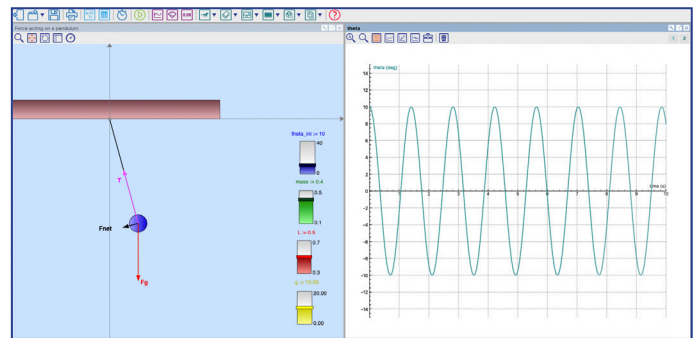 Force acting on a pendulum
theta
1 2
theta_ini := 10
40
0
mass := 0.4
0.5
0.1
L := 0.5
0.7
0.3
20.00
0.00
T
Fnet
Fg
theta (deg)
14
12
10
8
6
4
2
0
-2
-4
-6
-8
-10
-12
-14
1 2 3 4 5 6 7 8 9 10
time (s)